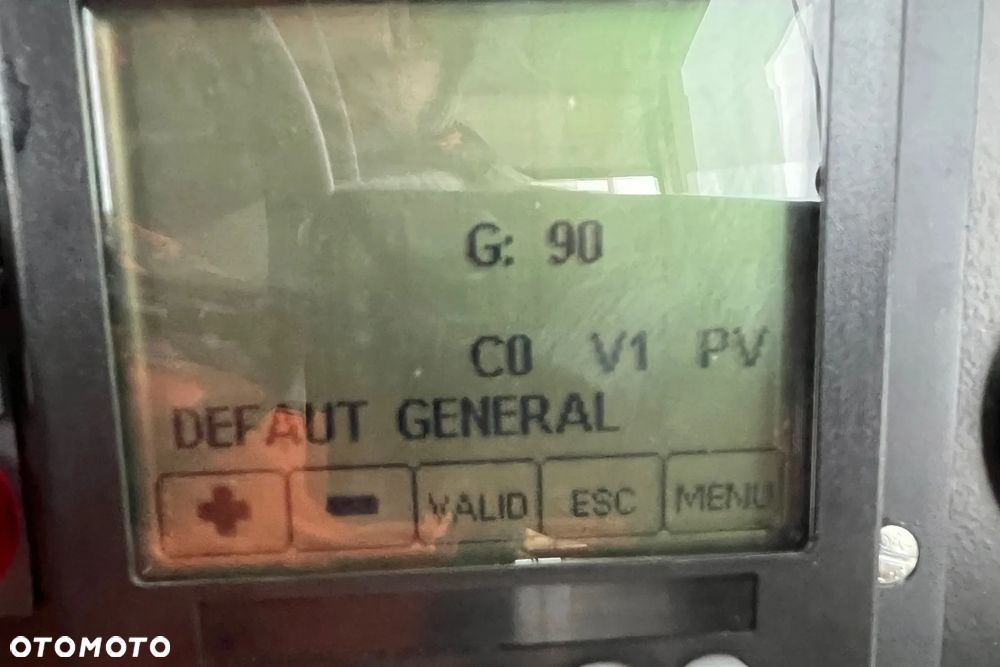 G: 90
C0 V1 PV
DEFAUT GENERAL
+ - VALID ESC MENU
OTOMOTO